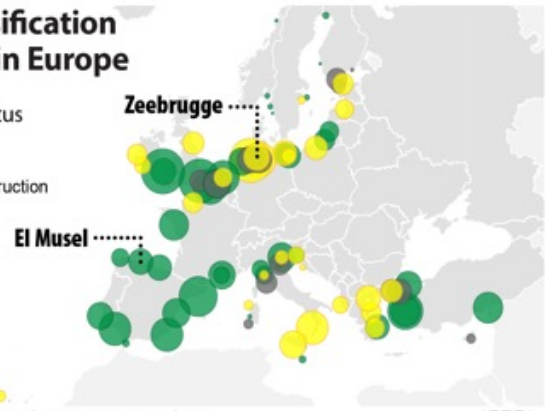 ification
in Europe
tus
Zeebrugge
ruction
El Musel